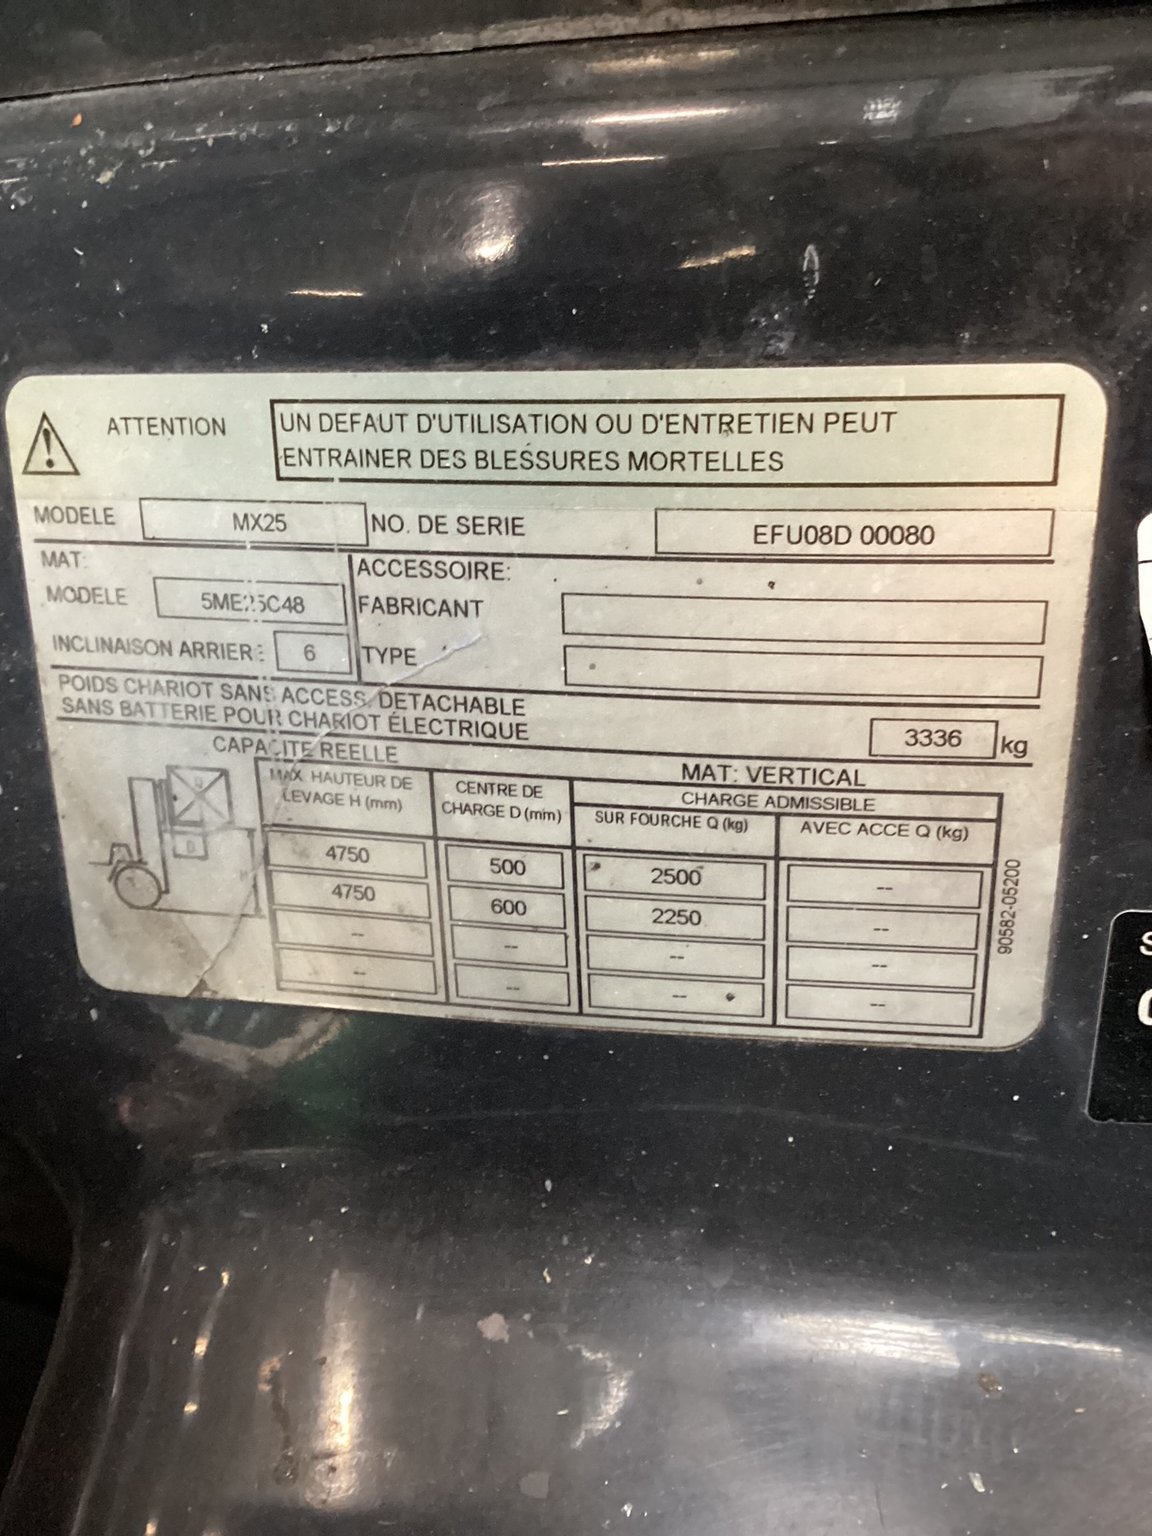 ATTENTION
UN DEFAUT D'UTILISATION OU D'ENTRETIEN PEUT
ENTRAINER DES BLESSURES MORTELLES
MODELE MX25 NO. DE SERIE EFU08D 00080
MAT:
MODELE 5ME25C48
INCLINAISON ARRIERE 6
ACCESSOIRE:
FABRICANT
TYPE
POIDS CHARIOT SANS ACCESS. DETACHABLE
SANS BATTERIE POUR CHARIOT ÉLECTRIQUE
3336 kg
CAPACITE REELLE
MAT: VERTICAL
MAX. HAUTEUR DE
LEVAGE H (mm)
CENTRE DE
CHARGE D (mm)
CHARGE ADMISSIBLE
SUR FOURCHE Q (kg) AVEC ACCE Q (kg)
4750 500 2500 --
4750 600 2250 --
-- -- -- --
-- -- -- --
D
90582-05200